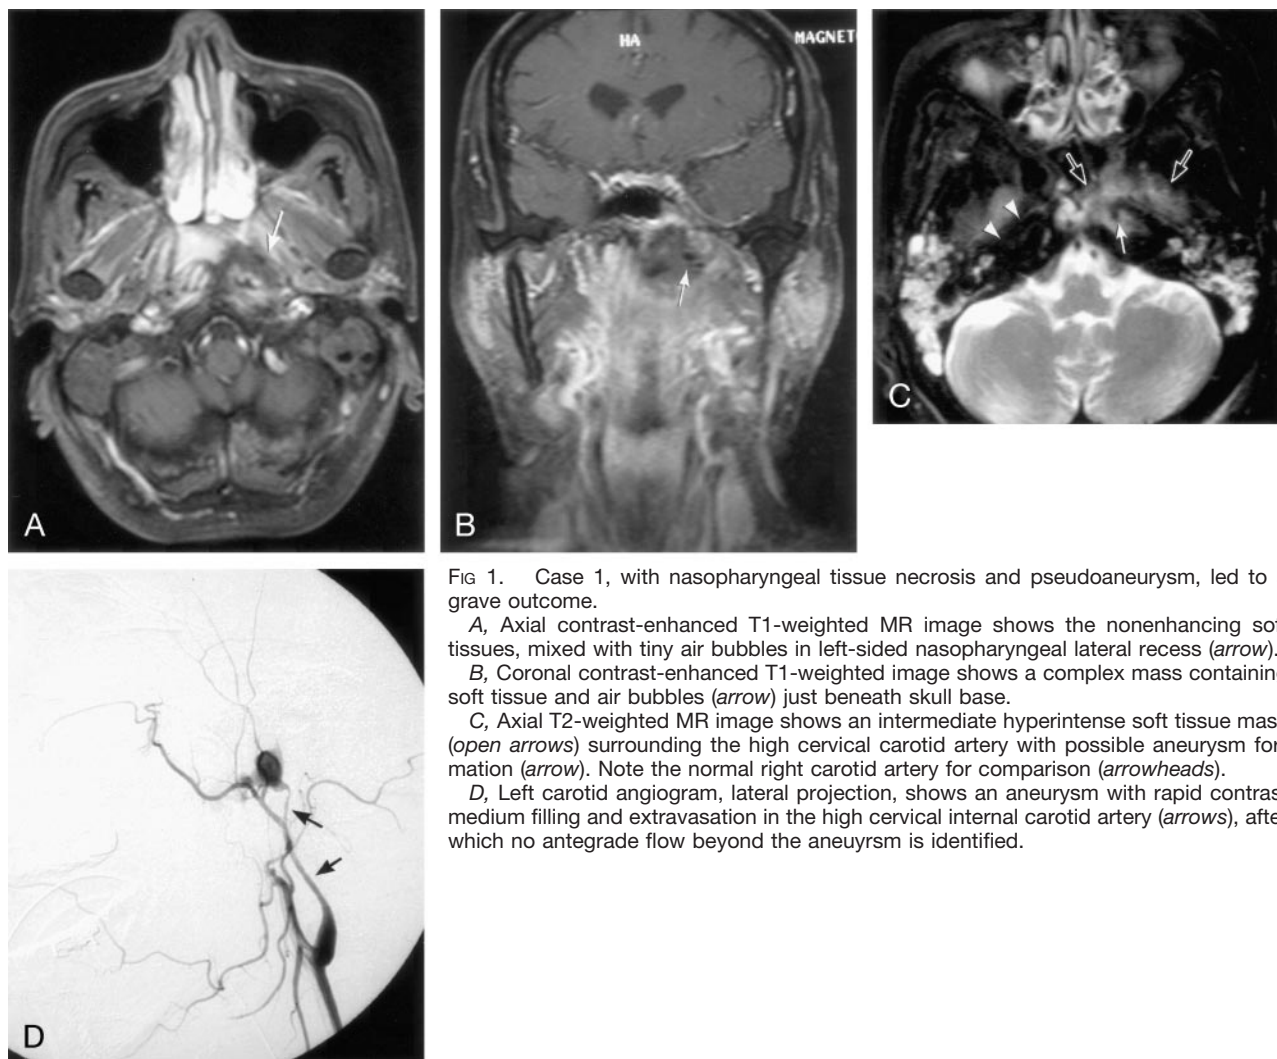 HA
MAGNET
A
B
C
D
FIG 1. Case 1, with nasopharyngeal tissue necrosis and pseudoaneurysm, led to
grave outcome.
A, Axial contrast-enhanced T1-weighted MR image shows the nonenhancing sof
tissues, mixed with tiny air bubbles in left-sided nasopharyngeal lateral recess (arrow).
B, Coronal contrast-enhanced T1-weighted image shows a complex mass containing
soft tissue and air bubbles (arrow) just beneath skull base.
C, Axial T2-weighted MR image shows an intermediate hyperintense soft tissue mas
(open arrows) surrounding the high cervical carotid artery with possible aneurysm for
mation (arrow). Note the normal right carotid artery for comparison (arrowheads).
D, Left carotid angiogram, lateral projection, shows an aneurysm with rapid contras
medium filling and extravasation in the high cervical internal carotid artery (arrows), afte
which no antegrade flow beyond the aneuyrsm is identified.